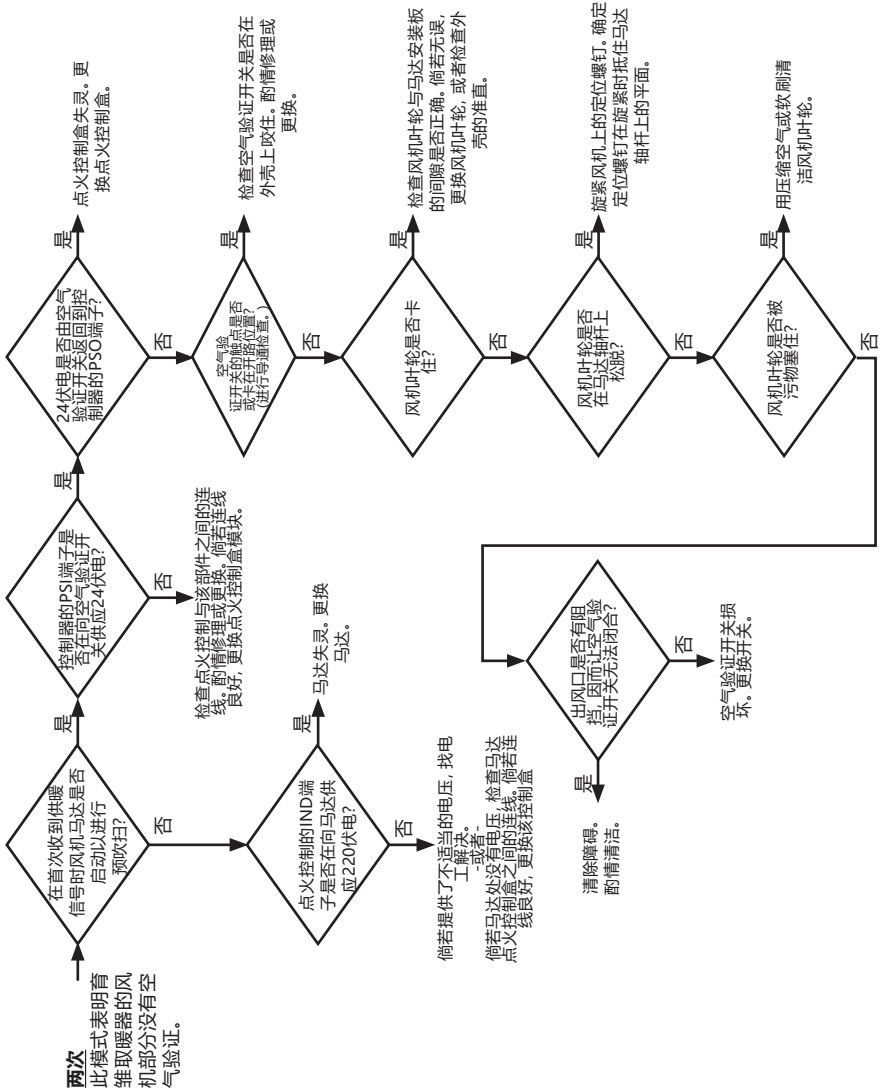 两次
此模式表明育
雏取暖器的风
机部分没有空
气验证。
在首次收到供暖
信号时风机马达是否
启动以进行
预吹扫?
是
否
控制器的PSI端子是
否在向空气验证开
关供应24伏电?
是
否
检查点火控制与该部件之间的连
线。酌情修理或更换。倘若连线
良好, 更换点火控制盒模块。
24伏电是否由空气
验证开关返回到控
制器的PSO端子?
是
点火控制盒失灵。更
换点火控制盒。
否
点火控制的IND端
子是否在向马达供
应220伏电?
是
马达失灵。更换
马达。
否
倘若提供了不适当的电压, 找电
工解决。
-或者-
倘若马达处没有电压, 检查马达
点火控制盒之间的连线。倘若连
线良好, 更换该控制盒
空气验
证开关的触点是否
或卡在开路位置?
(进行导通检查。)
是
检查空气验证开关是否在
外壳上咬住。酌情修理或
更换。
否
风机叶轮是否卡
住?
是
检查风机叶轮与马达安装板
的间隙是否正确。倘若无误,
更换风机叶轮, 或者检查外
壳的准直。
否
风机叶轮是否
在马达轴杆上
松脱?
是
旋紧风机上的定位螺钉。确定
定位螺钉在旋紧时抵住马达
轴杆上的平面。
否
风机叶轮是否被
污物塞住?
是
用压缩空气或软刷清
洁风机叶轮。
否
出风口是否有阻
挡, 因而让空气验
证开关无法闭合?
是
清除障碍。
酌情清洁。
否
空气验证开关损
坏。更换开关。